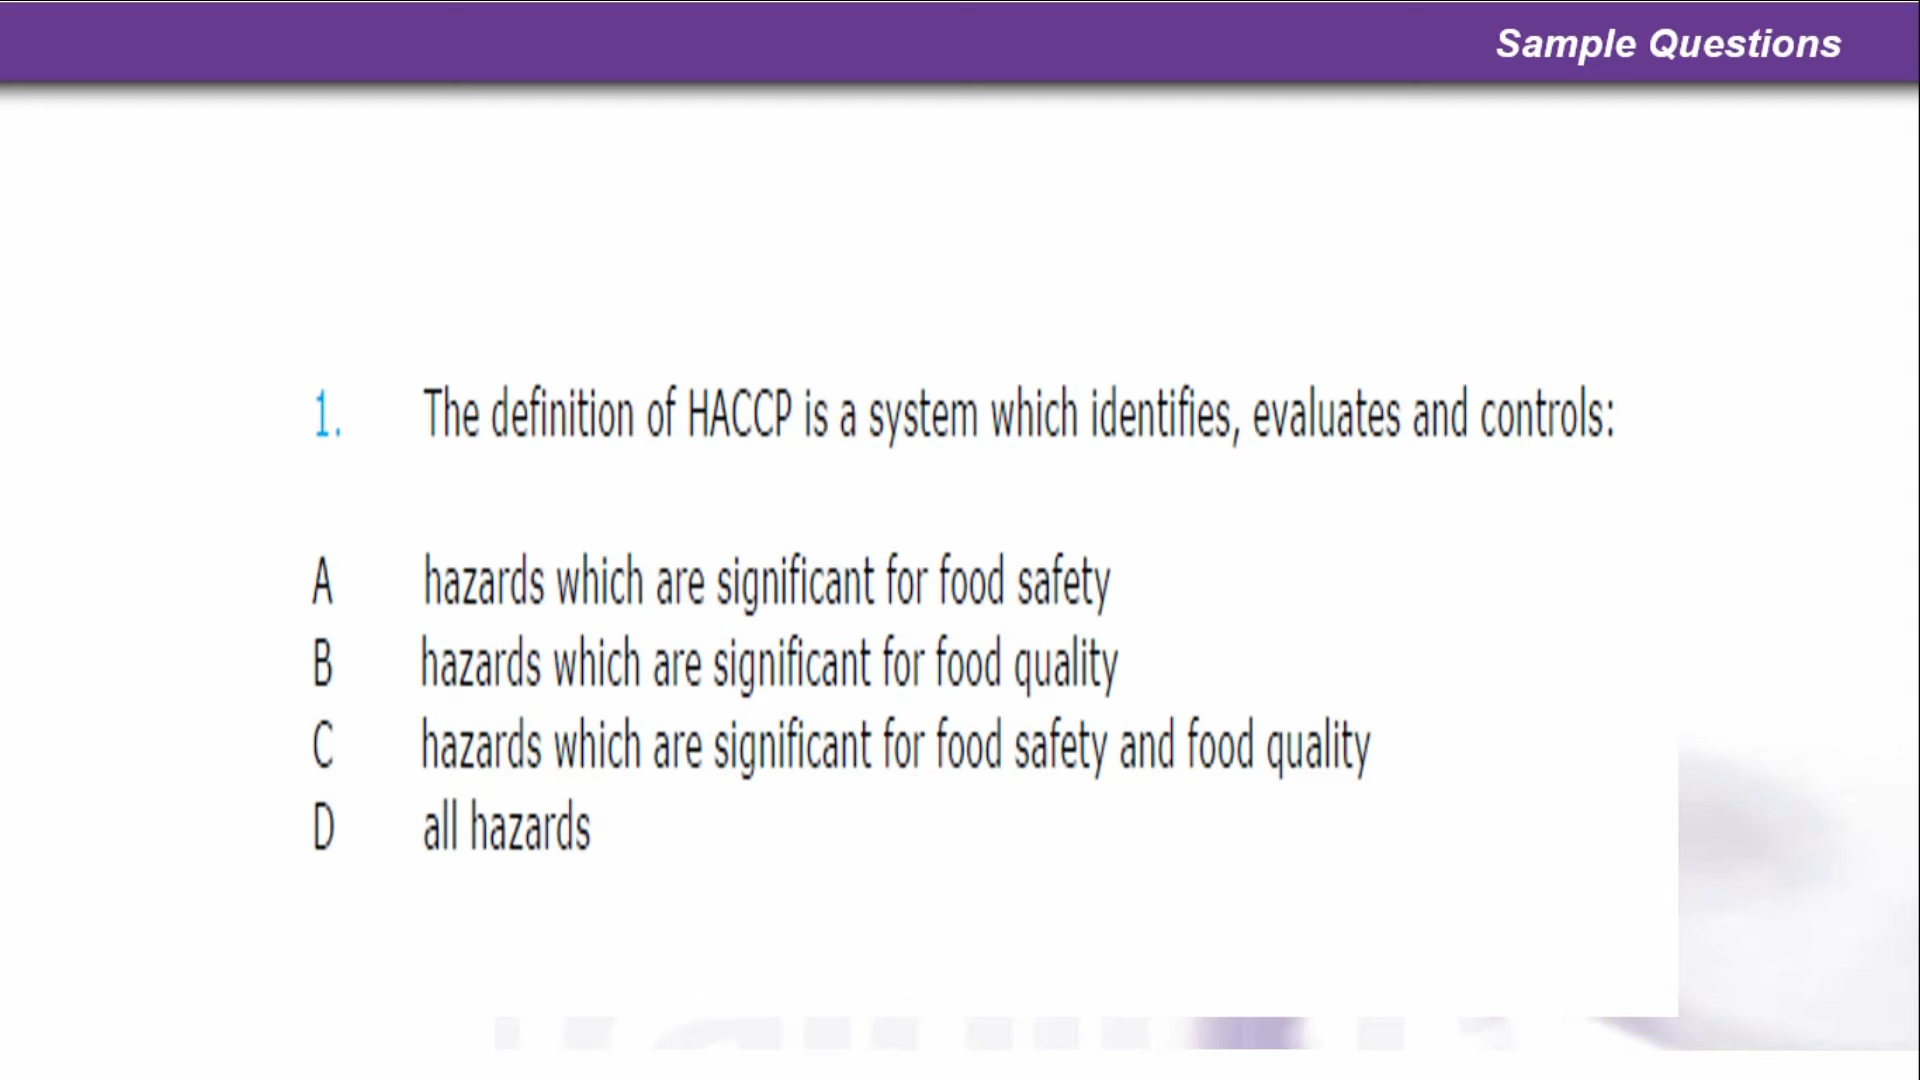 Sample Questions
1. The definition of HACCP is a system which identifies, evaluates and controls:
A hazards which are significant for food safety
B hazards which are significant for food quality
C hazards which are significant for food safety and food quality
D all hazards